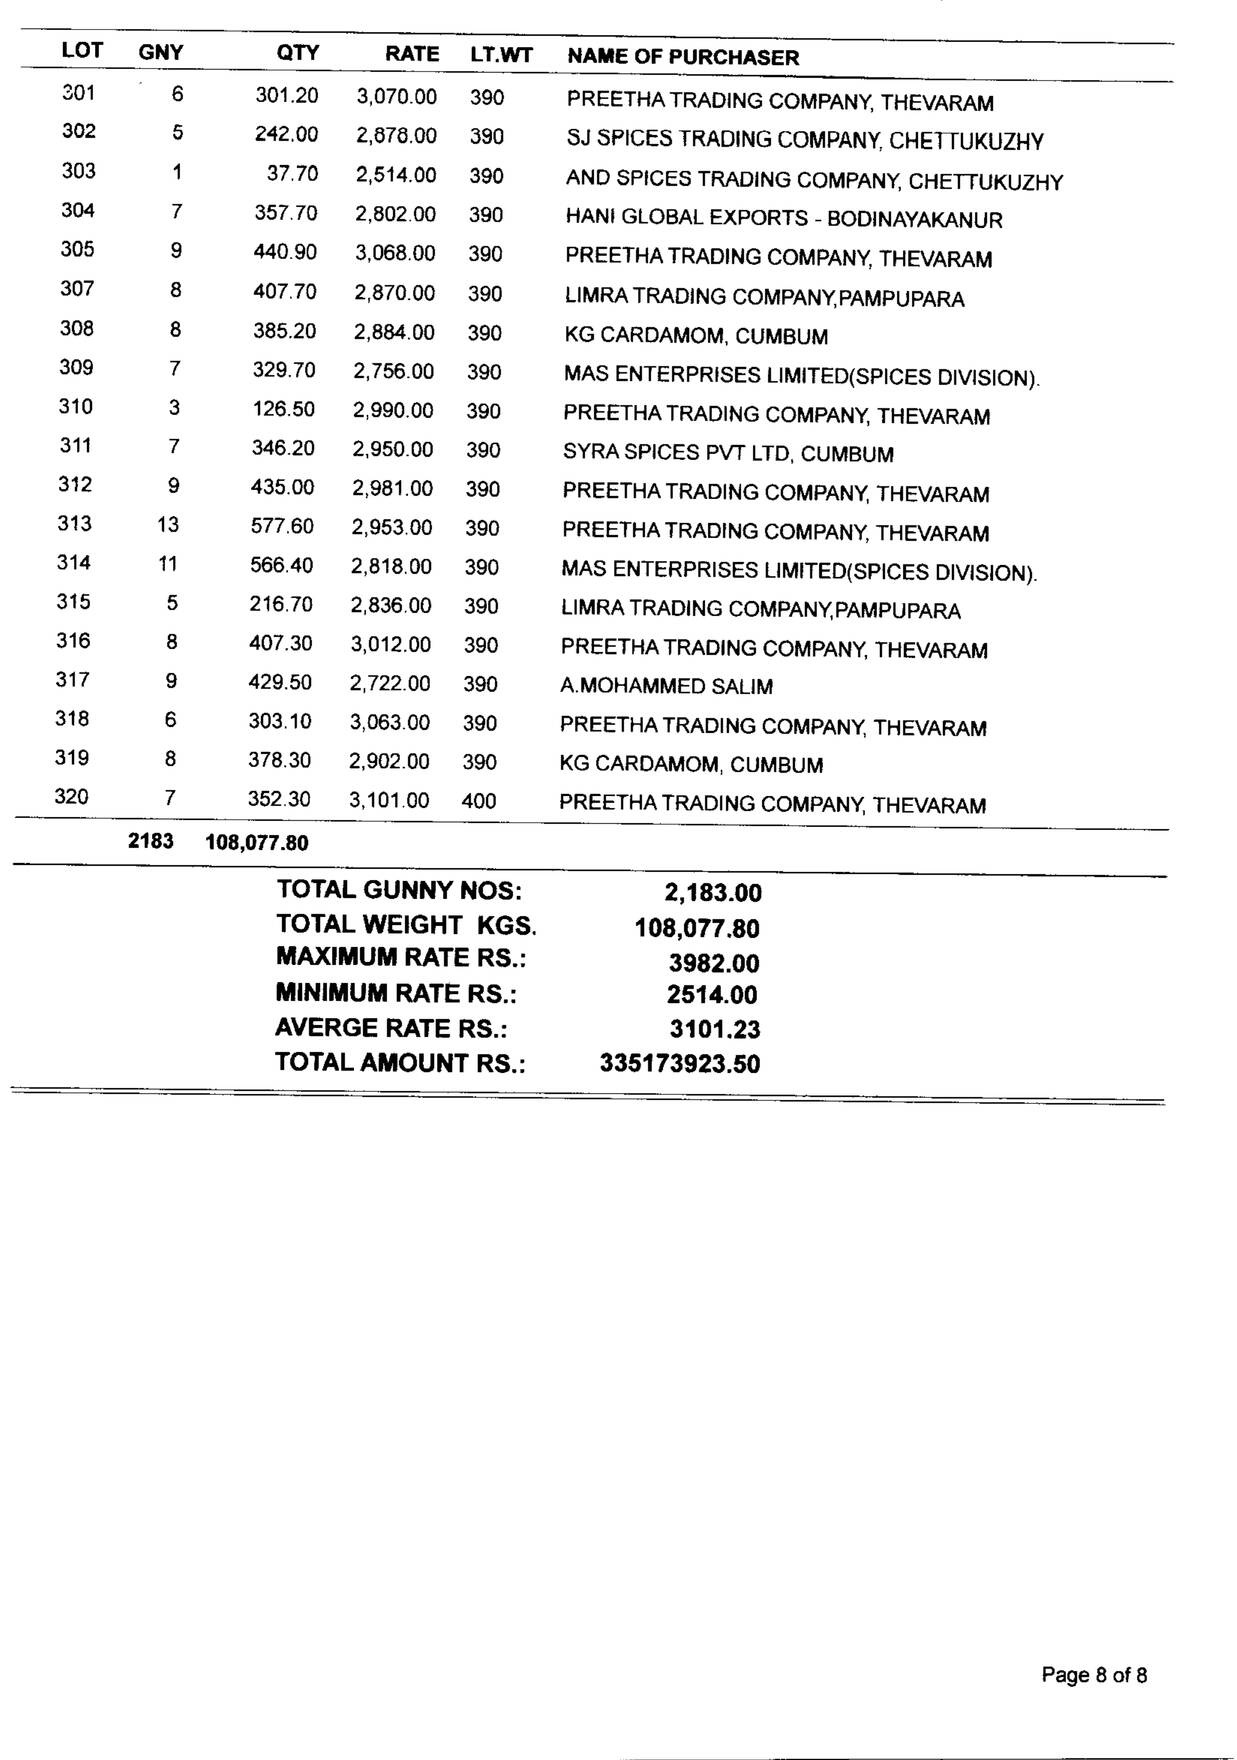 LOT GNY QTY RATE LT.WT NAME OF PURCHASER
301 6 301.20 3,070.00 390 PREETHA TRADING COMPANY, THEVARAM
302 5 242.00 2,878.00 390 SJ SPICES TRADING COMPANY, CHETTUKUZHY
303 1 37.70 2,514.00 390 AND SPICES TRADING COMPANY, CHETTUKUZHY
304 7 357.70 2,802.00 390 HANI GLOBAL EXPORTS - BODINAYAKANUR
305 9 440.90 3,068.00 390 PREETHA TRADING COMPANY, THEVARAM
307 8 407.70 2,870.00 390 LIMRA TRADING COMPANY,PAMPUPARA
308 8 385.20 2,884.00 390 KG CARDAMOM, CUMBUM
309 7 329.70 2,756.00 390 MAS ENTERPRISES LIMITED(SPICES DIVISION).
310 3 126.50 2,990.00 390 PREETHA TRADING COMPANY, THEVARAM
311 7 346.20 2,950.00 390 SYRA SPICES PVT LTD, CUMBUM
312 9 435.00 2,981.00 390 PREETHA TRADING COMPANY, THEVARAM
313 13 577.60 2,953.00 390 PREETHA TRADING COMPANY, THEVARAM
314 11 566.40 2,818.00 390 MAS ENTERPRISES LIMITED(SPICES DIVISION).
315 5 216.70 2,836.00 390 LIMRA TRADING COMPANY,PAMPUPARA
316 8 407.30 3,012.00 390 PREETHA TRADING COMPANY, THEVARAM
317 9 429.50 2,722.00 390 A.MOHAMMED SALIM
318 6 303.10 3,063.00 390 PREETHA TRADING COMPANY, THEVARAM
319 8 378.30 2,902.00 390 KG CARDAMOM, CUMBUM
320 7 352.30 3,101.00 400 PREETHA TRADING COMPANY, THEVARAM
2183 108,077.80
TOTAL GUNNY NOS: 2,183.00
TOTAL WEIGHT KGS. 108,077.80
MAXIMUM RATE RS.: 3982.00
MINIMUM RATE RS.: 2514.00
AVERGE RATE RS.: 3101.23
TOTAL AMOUNT RS.: 335173923.50
Page 8 of 8